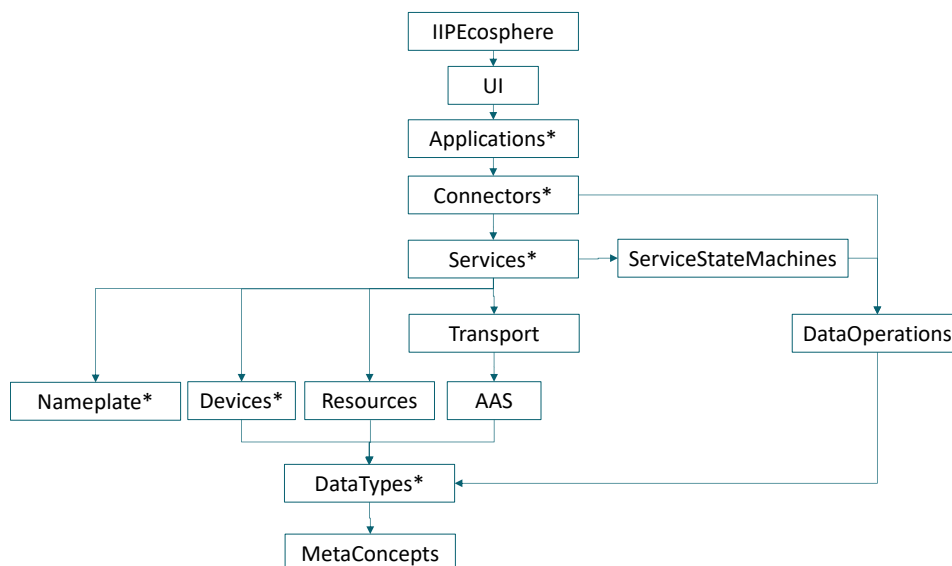 IIPEcosphere
UI
Applications*
Connectors*
Services*
ServiceStateMachines
Transport
DataOperations
Nameplate*
Devices*
Resources
AAS
DataTypes*
MetaConcepts